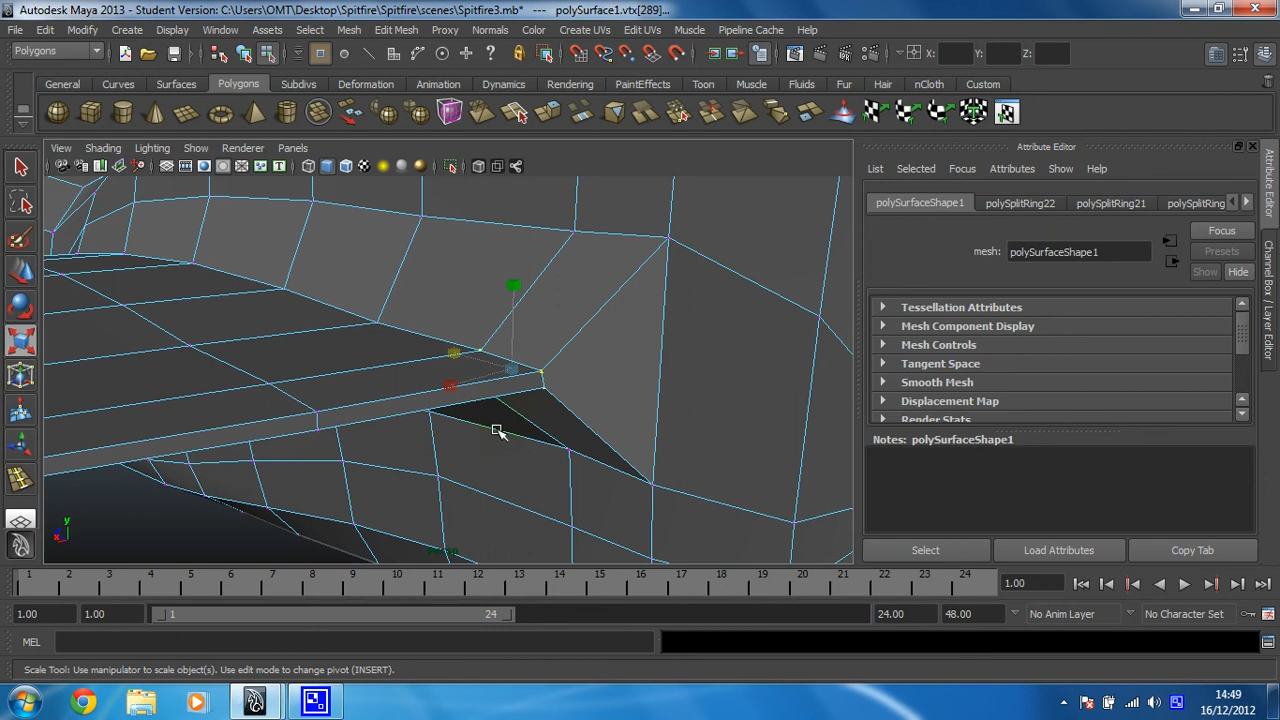 Autodesk Maya 2013 - Student Version: C:\Users\OMT\Desktop\Spitfire\Spitfire\scenes\Spitfire3.mb* --- polySurface1.vtx[289]...
File Edit Modify Create Display Window Assets Select Mesh Edit Mesh Proxy Normals Color Create UVs Edit UVs Muscle Pipeline Cache Help
Polygons X: Y: Z:
General Curves Surfaces Polygons Subdivs Deformation Animation Dynamics Rendering PaintEffects Toon Muscle Fluids Fur Hair nCloth Custom
View Shading Lighting Show Renderer Panels
Attribute Editor
List Selected Focus Attributes Show Help
polySurfaceShape1 polySplitRing22 polySplitRing21 polySplitRing
Focus
mesh: polySurfaceShape1
Presets
Show Hide
Tessellation Attributes
Mesh Component Display
Mesh Controls
Tangent Space
Smooth Mesh
Displacement Map
Render Stats
Notes: polySurfaceShape1
Select Load Attributes Copy Tab
Attribute Editor
Channel Box / Layer Editor
y
x
1 2 3 4 5 6 7 8 9 10 11 12 13 14 15 16 17 18 19 20 21 22 23 24 1.00
1.00 1.00 1 24 24.00 48.00 No Anim Layer No Character Set
MEL
Scale Tool: Use manipulator to scale object(s). Use edit mode to change pivot (INSERT).
14:49
16/12/2012